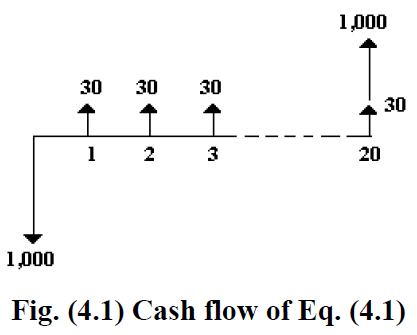 1,000
30 30 30
30
1 2 3 20
1,000
Fig. (4.1) Cash flow of Eq. (4.1)